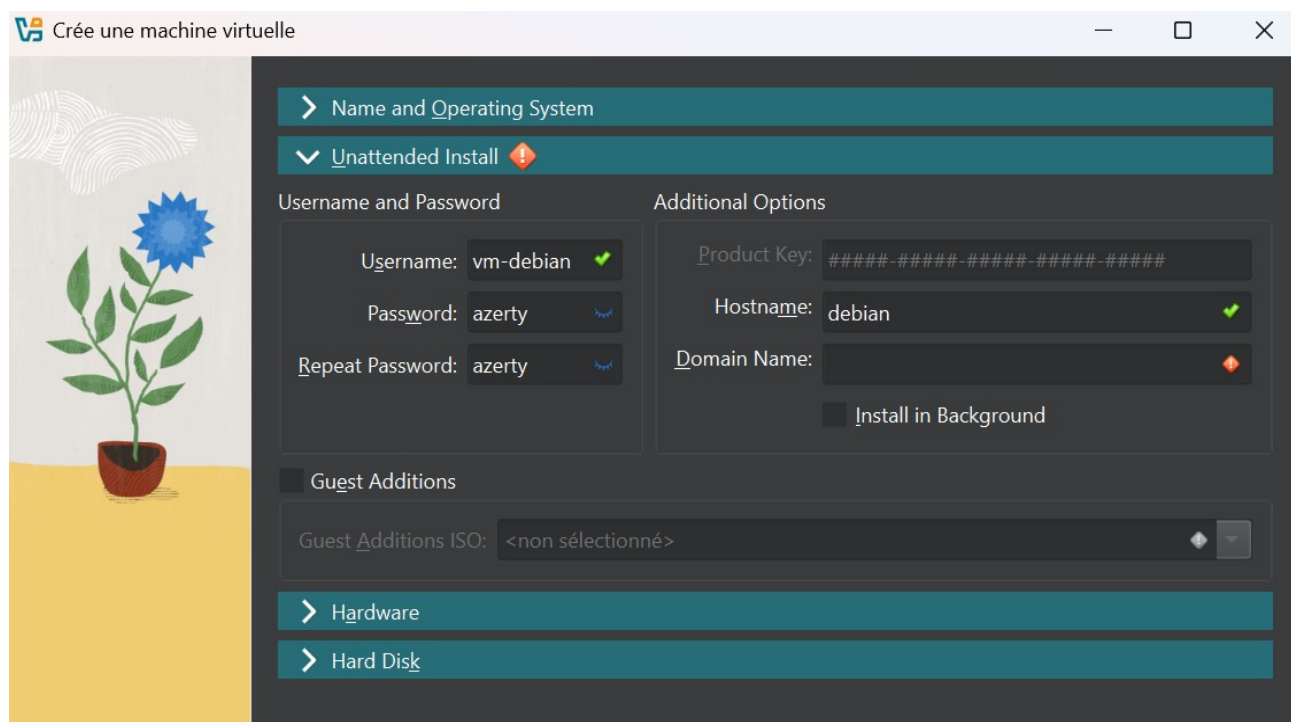 Crée une machine virtuelle
Name and Operating System
Unattended Install
Username and Password
Username: vm-debian
Password: azerty
Repeat Password: azerty
Additional Options
Product Key: #####-#####-#####-#####-#####
Hostname: debian
Domain Name:
Install in Background
Guest Additions
Guest Additions ISO: <non sélectionné>
Hardware
Hard Disk